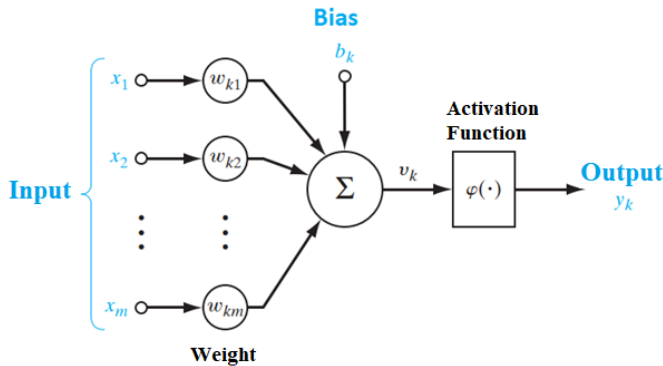 Bias
b_k
x_1
w_k1
Activation
Function
x_2
w_k2
Input
Σ
v_k
φ(·)
Output
y_k
x_m
w_km
Weight